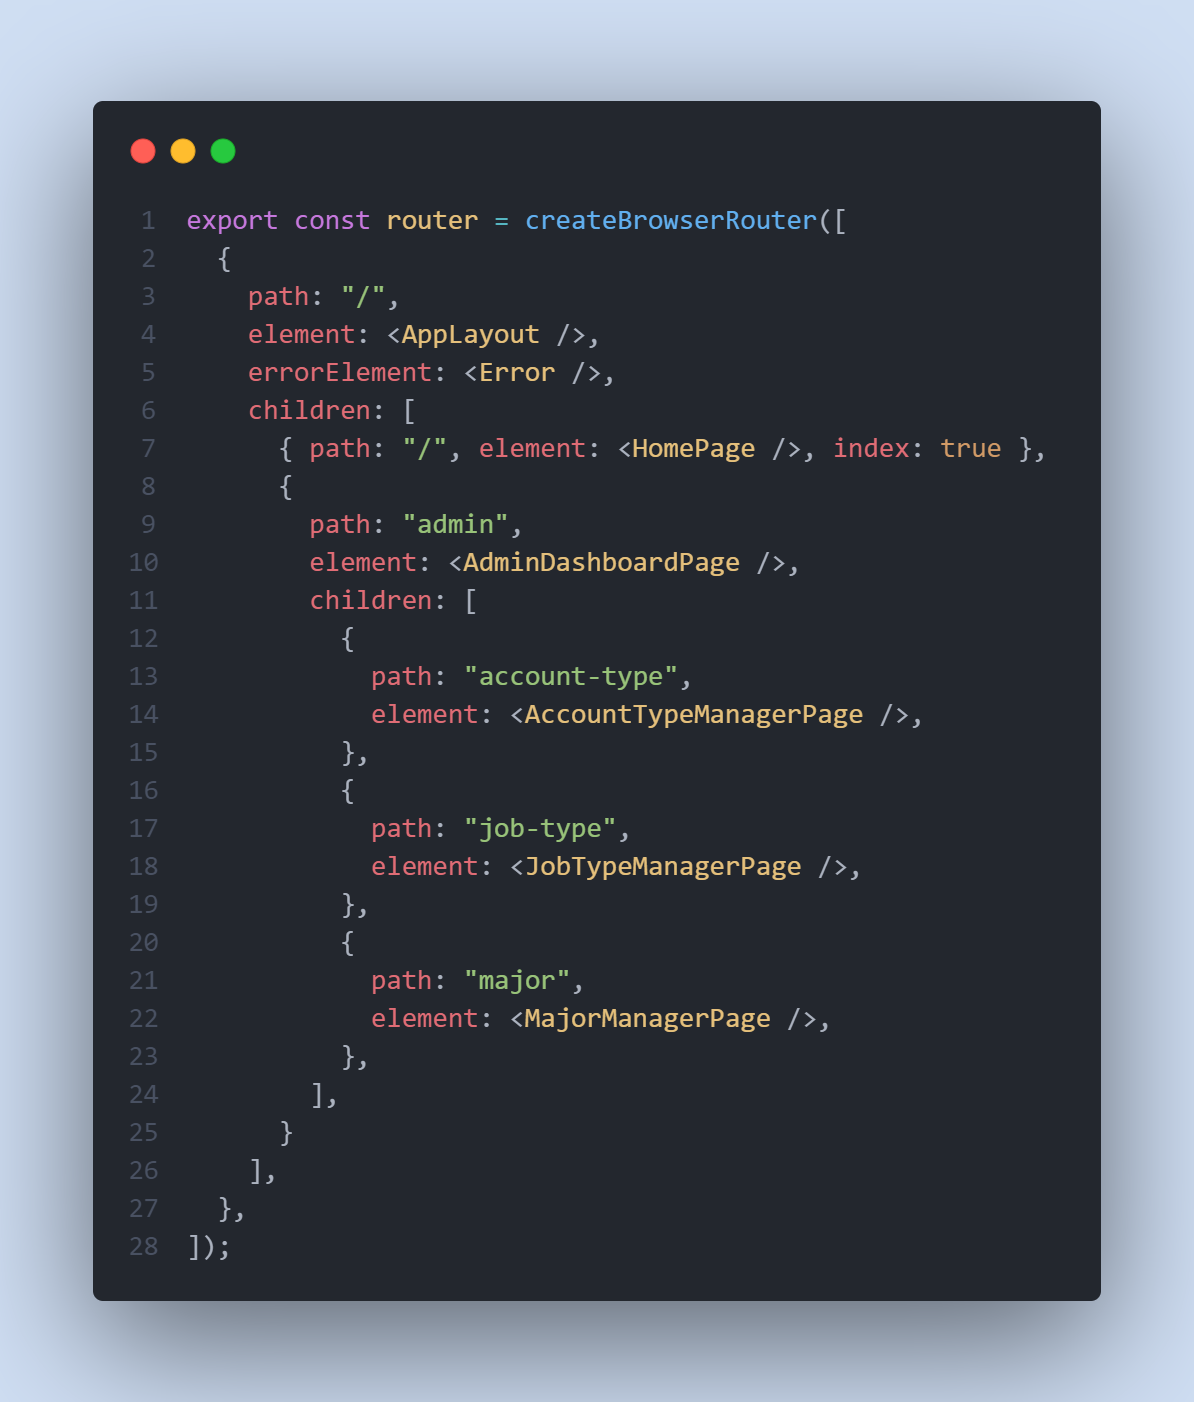 1 export const router = createBrowserRouter([
2   {
3     path: "/",
4     element: <AppLayout />,
5     errorElement: <Error />,
6     children: [
7       { path: "/", element: <HomePage />, index: true },
8       {
9         path: "admin",
10         element: <AdminDashboardPage />,
11         children: [
12           {
13             path: "account-type",
14             element: <AccountTypeManagerPage />,
15           },
16           {
17             path: "job-type",
18             element: <JobTypeManagerPage />,
19           },
20           {
21             path: "major",
22             element: <MajorManagerPage />,
23           },
24         ],
25       }
26     ],
27   },
28 ]);